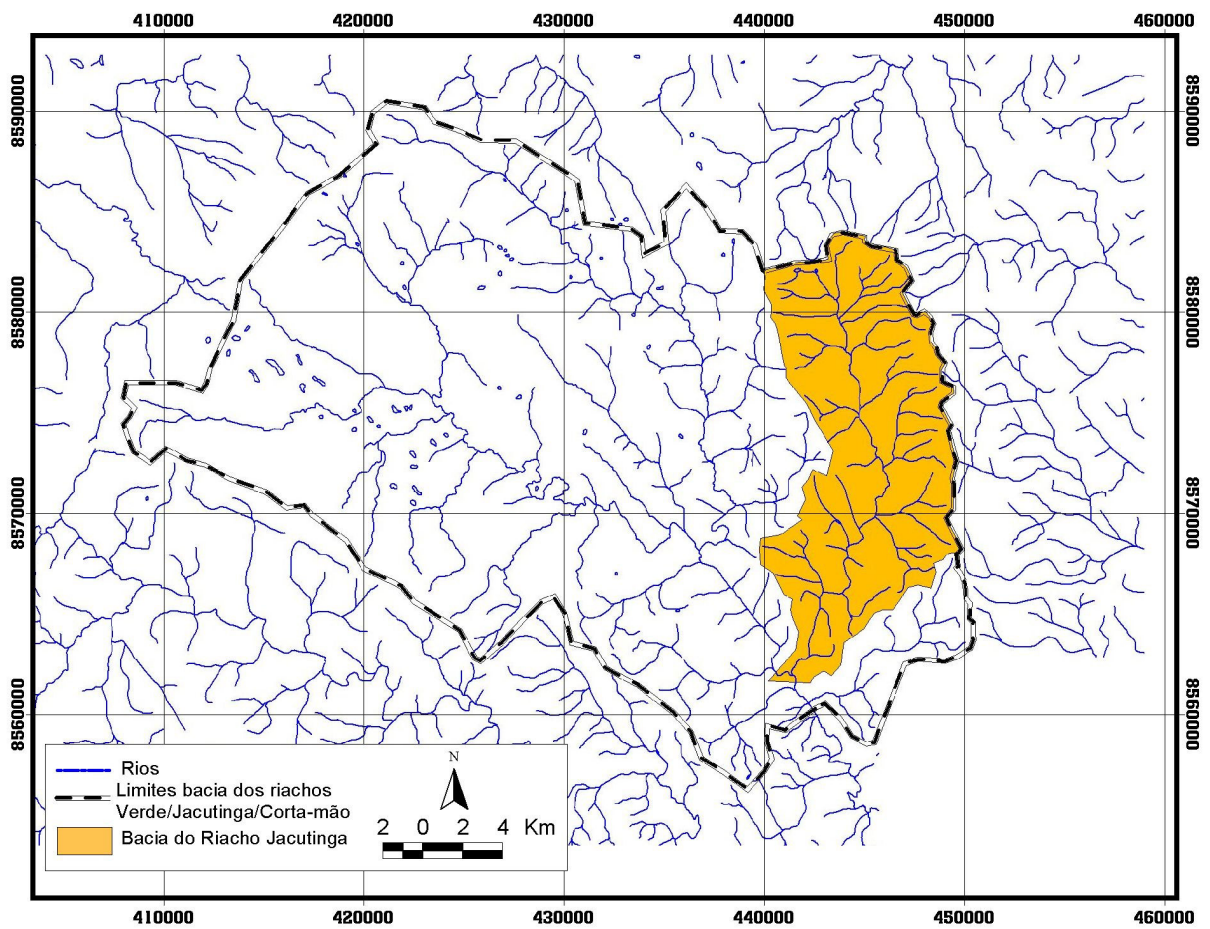 410000 420000 430000 440000 450000 460000
8590000 8590000
8580000 8580000
8570000 8570000
8560000 8560000
Rios
Limites bacia dos riachos
Verde/Jacutinga/Corta-mão
Bacia do Riacho Jacutinga
N
2 0 2 4 Km
410000 420000 430000 440000 450000 460000